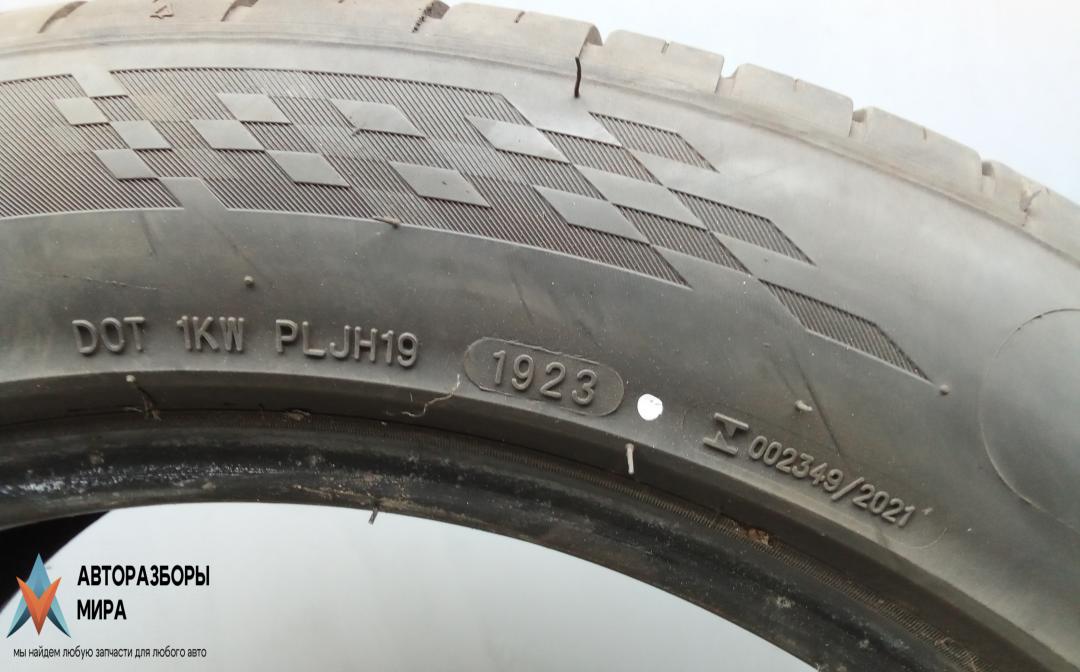 DOT 1KW PLJH19 1923
002349/2021
АВТОРАЗБОРЫ
МИРА
мы найдем любую запчасти для любого авто